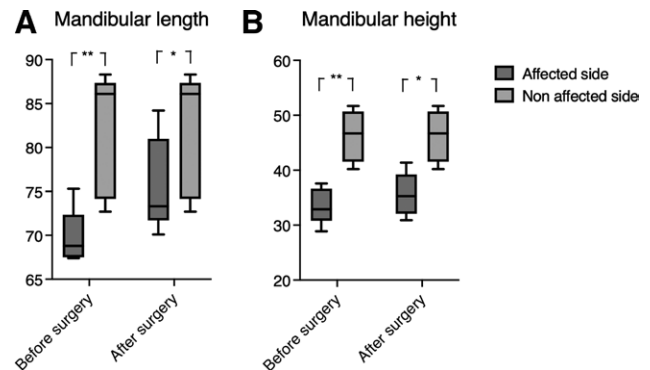 A Mandibular length
90
85
80
75
70
65
** *
Before surgery
After surgery
B Mandibular height
60
50
40
30
20
** *
Before surgery
After surgery
Affected side
Non affected side